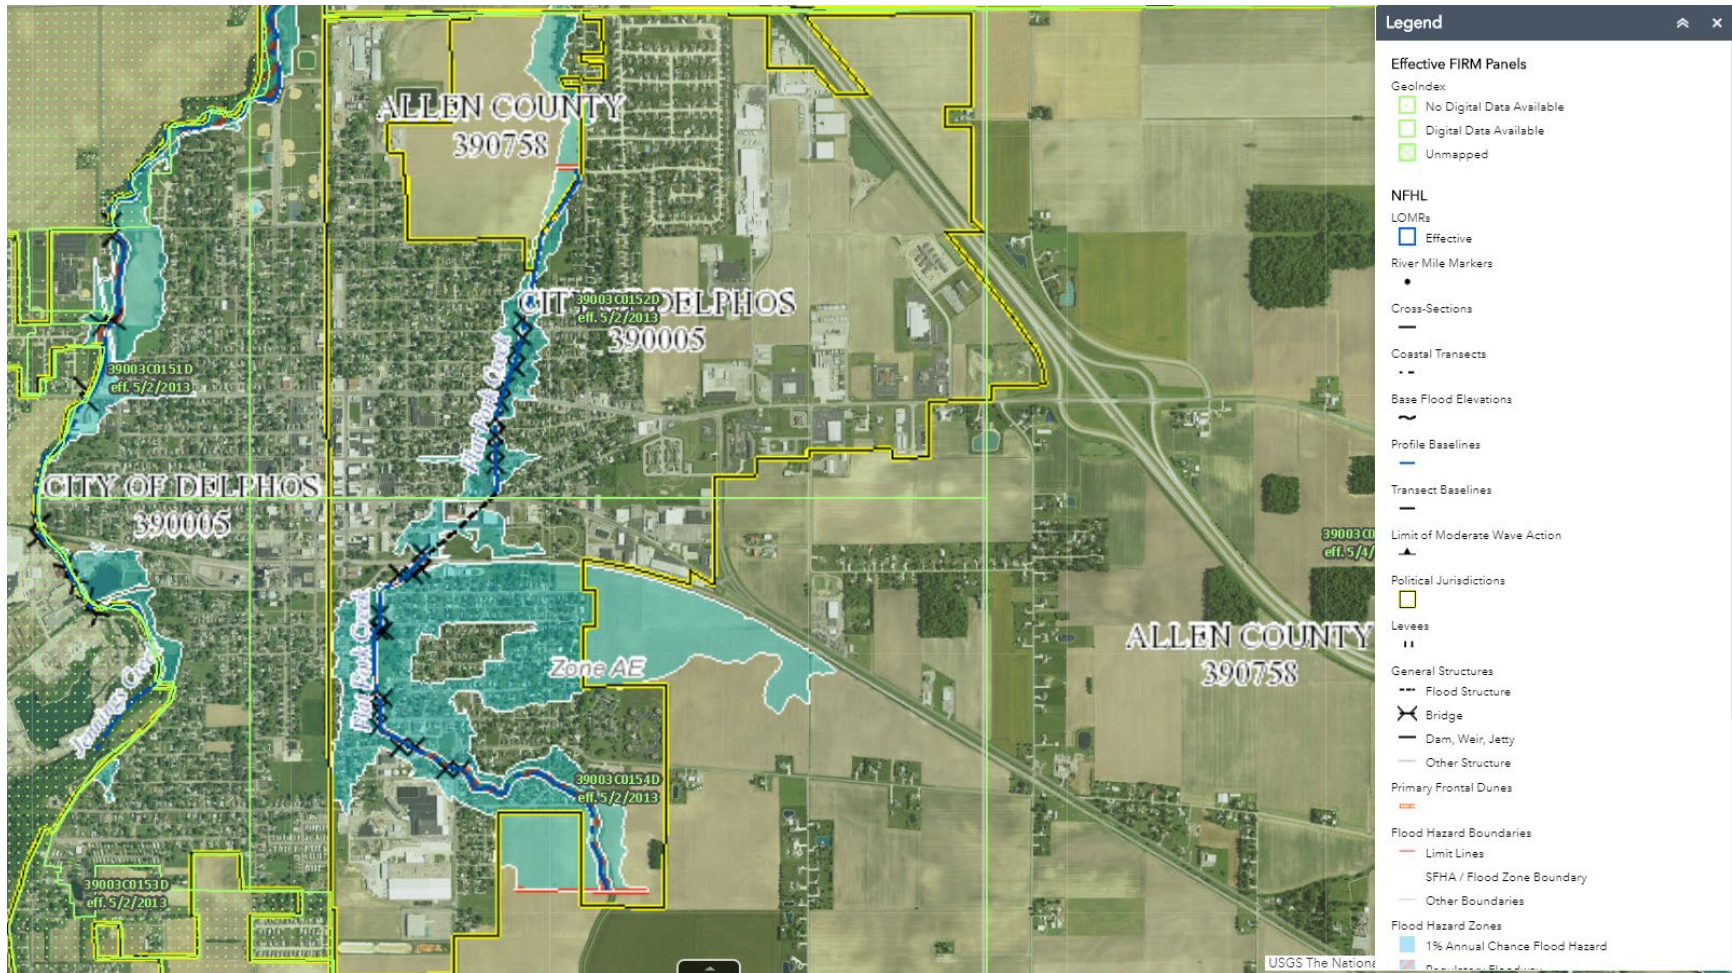 ALLEN COUNTY
390758
CITY OF DELPHOS
390005
39003C0152D
eff. 5/2/2013
39003C0151D
eff. 5/2/2013
CITY OF DELPHOS
390005
Flat Fork Creek
39003C0
eff. 5/4/
Flat Fork Creek
Zone AE
ALLEN COUNTY
390758
Jennings Creek
39003C0154D
eff. 5/2/2013
39003C0153D
eff. 5/2/2013
USGS The Nationa
Legend
Effective FIRM Panels
GeoIndex
No Digital Data Available
Digital Data Available
Unmapped
NFHL
LOMRs
Effective
River Mile Markers
Cross-Sections
Coastal Transects
Base Flood Elevations
Profile Baselines
Transect Baselines
Limit of Moderate Wave Action
Political Jurisdictions
Levees
General Structures
Flood Structure
Bridge
Dam, Weir, Jetty
Other Structure
Primary Frontal Dunes
Flood Hazard Boundaries
Limit Lines
SFHA / Flood Zone Boundary
Other Boundaries
Flood Hazard Zones
1% Annual Chance Flood Hazard
Regulatory Floodway